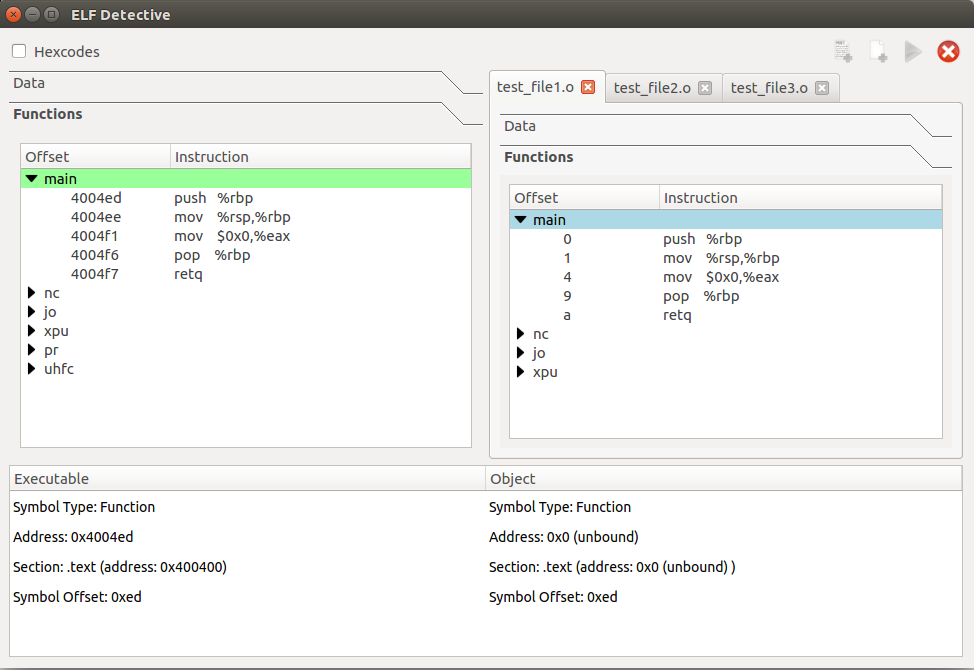 ELF Detective
Hexcodes
Data
Functions
Offset Instruction
main
4004ed push %rbp
4004ee mov %rsp,%rbp
4004f1 mov $0x0,%eax
4004f6 pop %rbp
4004f7 retq
nc
jo
xpu
pr
uhfc
test_file1.o test_file2.o test_file3.o
Data
Functions
Offset Instruction
main
0 push %rbp
1 mov %rsp,%rbp
4 mov $0x0,%eax
9 pop %rbp
a retq
nc
jo
xpu
Executable Object
Symbol Type: Function Symbol Type: Function
Address: 0x4004ed Address: 0x0 (unbound)
Section: .text (address: 0x400400) Section: .text (address: 0x0 (unbound) )
Symbol Offset: 0xed Symbol Offset: 0xed